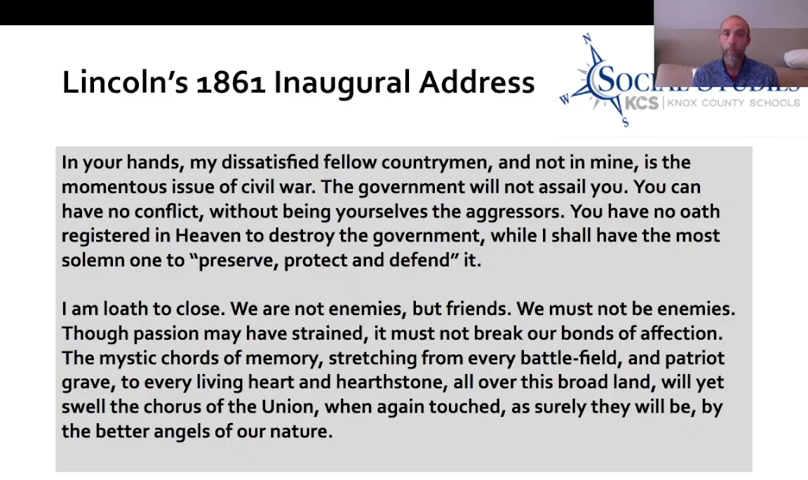 Lincoln's 1861 Inaugural Address
N
W
S
SOCIAL STUDIES
KCS | KNOX COUNTY SCHOOLS
In your hands, my dissatisfied fellow countrymen, and not in mine, is the
momentous issue of civil war. The government will not assail you. You can
have no conflict, without being yourselves the aggressors. You have no oath
registered in Heaven to destroy the government, while I shall have the most
solemn one to “preserve, protect and defend” it.
I am loath to close. We are not enemies, but friends. We must not be enemies.
Though passion may have strained, it must not break our bonds of affection.
The mystic chords of memory, stretching from every battle-field, and patriot
grave, to every living heart and hearthstone, all over this broad land, will yet
swell the chorus of the Union, when again touched, as surely they will be, by
the better angels of our nature.